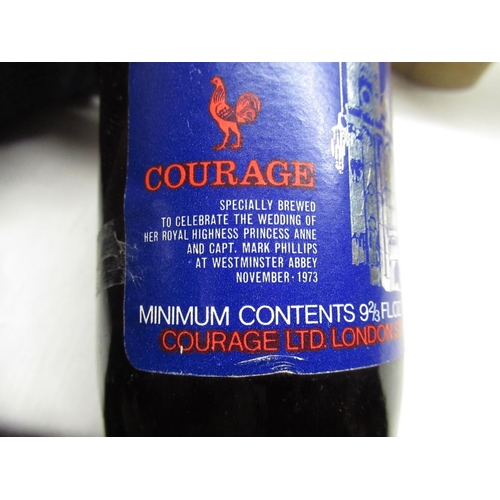 COURAGE
SPECIALLY BREWED
TO CELEBRATE THE WEDDING OF
HER ROYAL HIGHNESS PRINCESS ANNE
AND CAPT. MARK PHILLIPS
AT WESTMINSTER ABBEY
NOVEMBER · 1973
MINIMUM CONTENTS 9⅔ FL.OZ
COURAGE LTD. LONDON